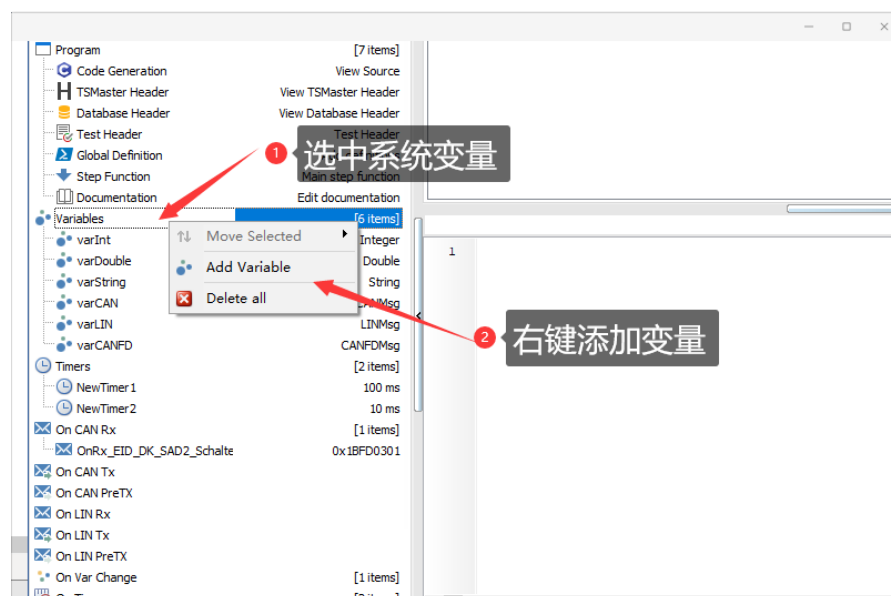 Program [7 items]
Code Generation View Source
TSMaster Header View TSMaster Header
Database Header View Database Header
Test Header Test Header
Global Definition
Step Function Main step function
Documentation Edit documentation
1 选中系统变量
Variables [6 items]
varInt Integer
varDouble Double
varString String
varCAN CANMsg
varLIN LINMsg
varCANFD CANFDMsg
Move Selected
Add Variable
Delete all
2 右键添加变量
1
Timers [2 items]
NewTimer1 100 ms
NewTimer2 10 ms
On CAN Rx [1 items]
OnRx_EID_DK_SAD2_Schalte 0x1BFD0301
On CAN Tx
On CAN PreTX
On LIN Rx
On LIN Tx
On LIN PreTX
On Var Change [1 items]